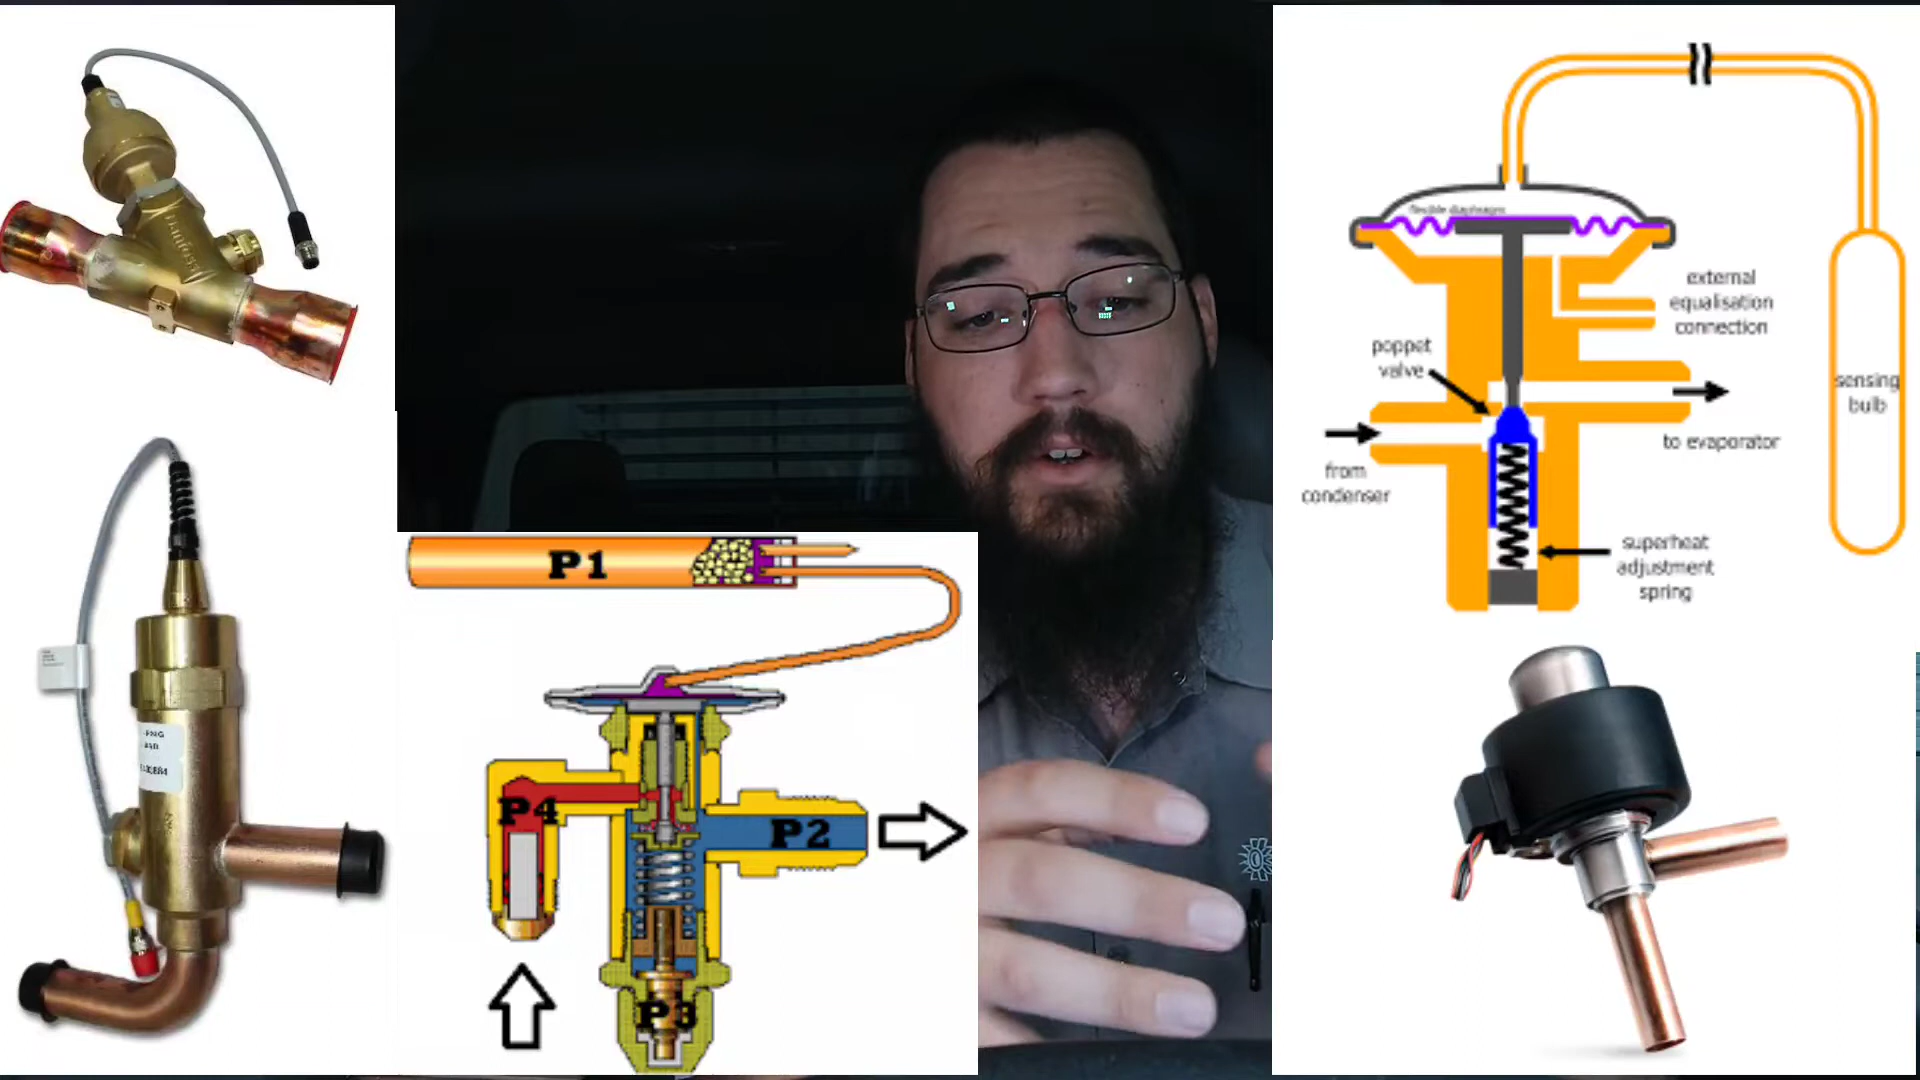 Danfoss
P1
P4
P2
P3
flexible diaphragm
external
equalisation
connection
poppet
valve
sensing
bulb
to evaporator
from
condenser
superheat
adjustment
spring